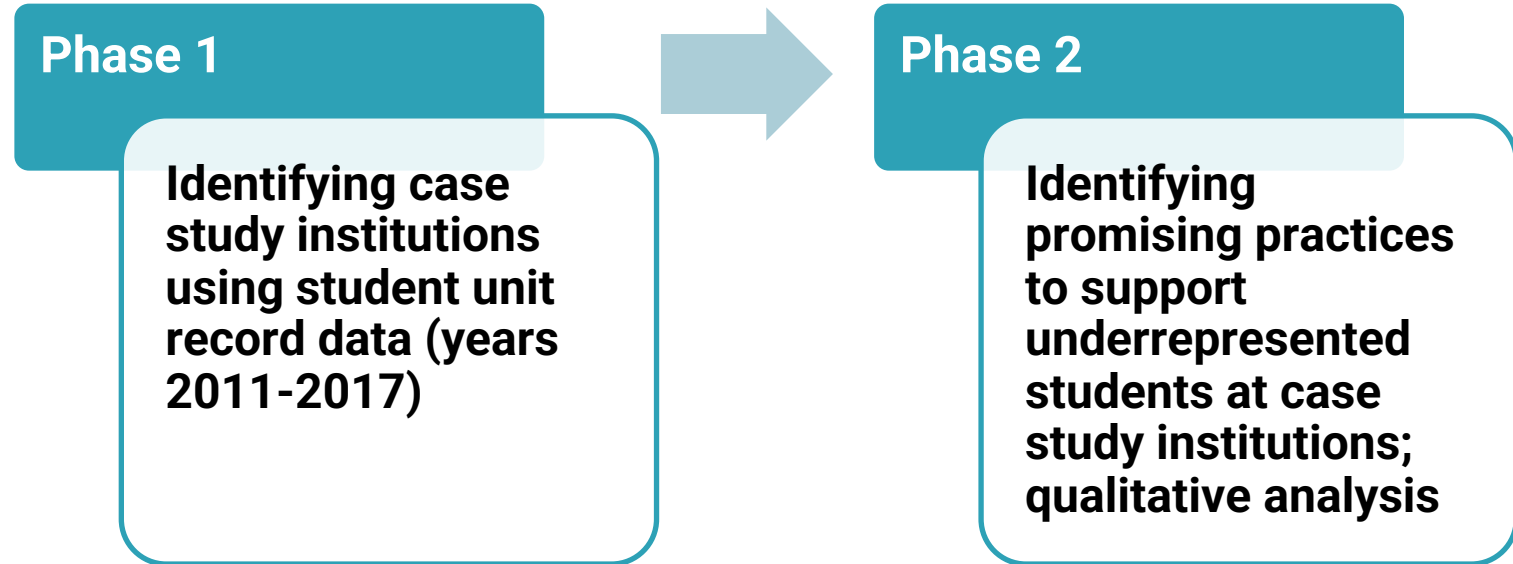 Phase 1
Identifying case
study institutions
using student unit
record data (years
2011-2017)
Phase 2
Identifying
promising practices
to support
underrepresented
students at case
study institutions;
qualitative analysis